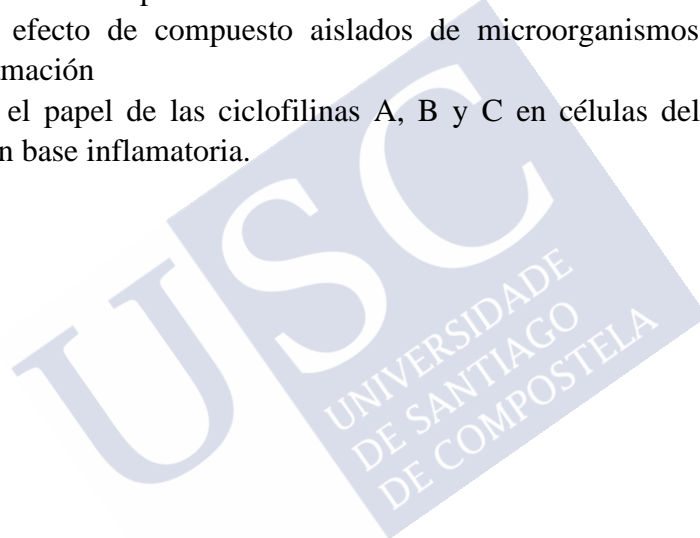 efecto de compuesto aislados de microorganismos
mación
el papel de las ciclofilinas A, B y C en células del
n base inflamatoria.
USC
UNIVERSIDADE
DE SANTIAGO
DE COMPOSTELA